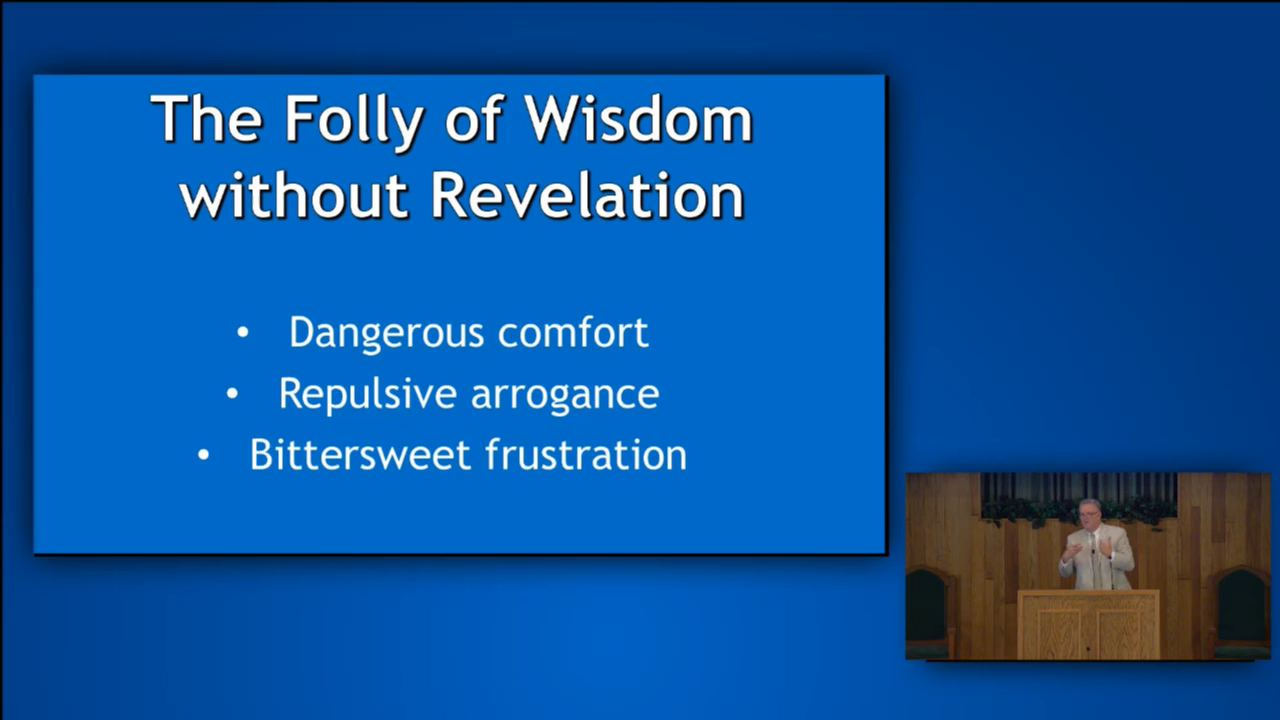 The Folly of Wisdom
without Revelation
• Dangerous comfort
• Repulsive arrogance
• Bittersweet frustration